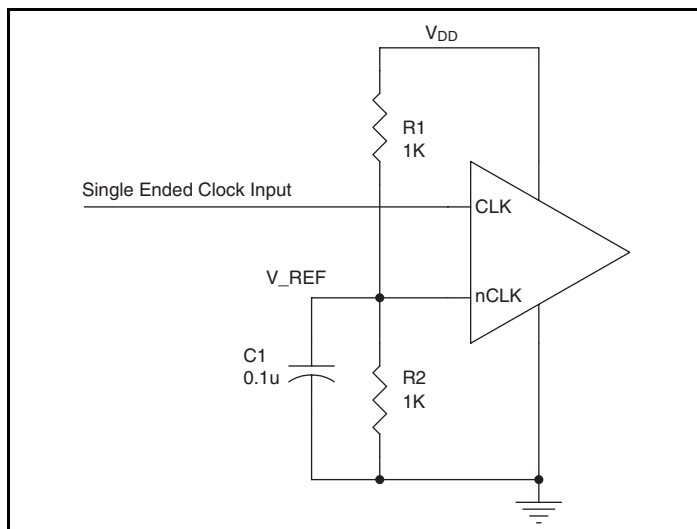 VDD
R1
1K
Single Ended Clock Input
CLK
V_REF
nCLK
C1
0.1u
R2
1K